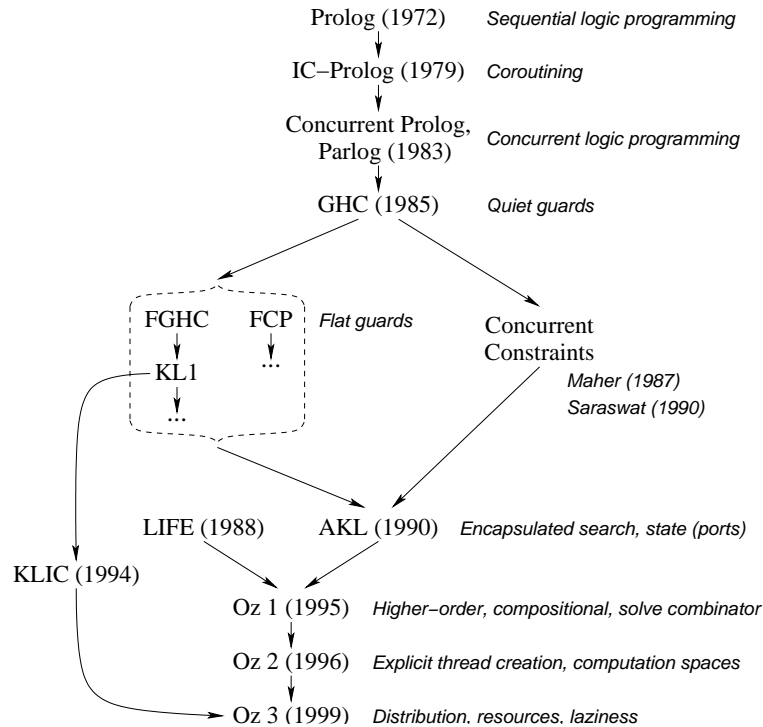 Prolog (1972) Sequential logic programming
IC−Prolog (1979) Coroutining
Concurrent Prolog,
Parlog (1983) Concurrent logic programming
GHC (1985) Quiet guards
FGHC FCP Flat guards
... 
KL1
...
Concurrent
Constraints
Maher (1987)
Saraswat (1990)
LIFE (1988) AKL (1990) Encapsulated search, state (ports)
KLIC (1994)
Oz 1 (1995) Higher−order, compositional, solve combinator
Oz 2 (1996) Explicit thread creation, computation spaces
Oz 3 (1999) Distribution, resources, laziness